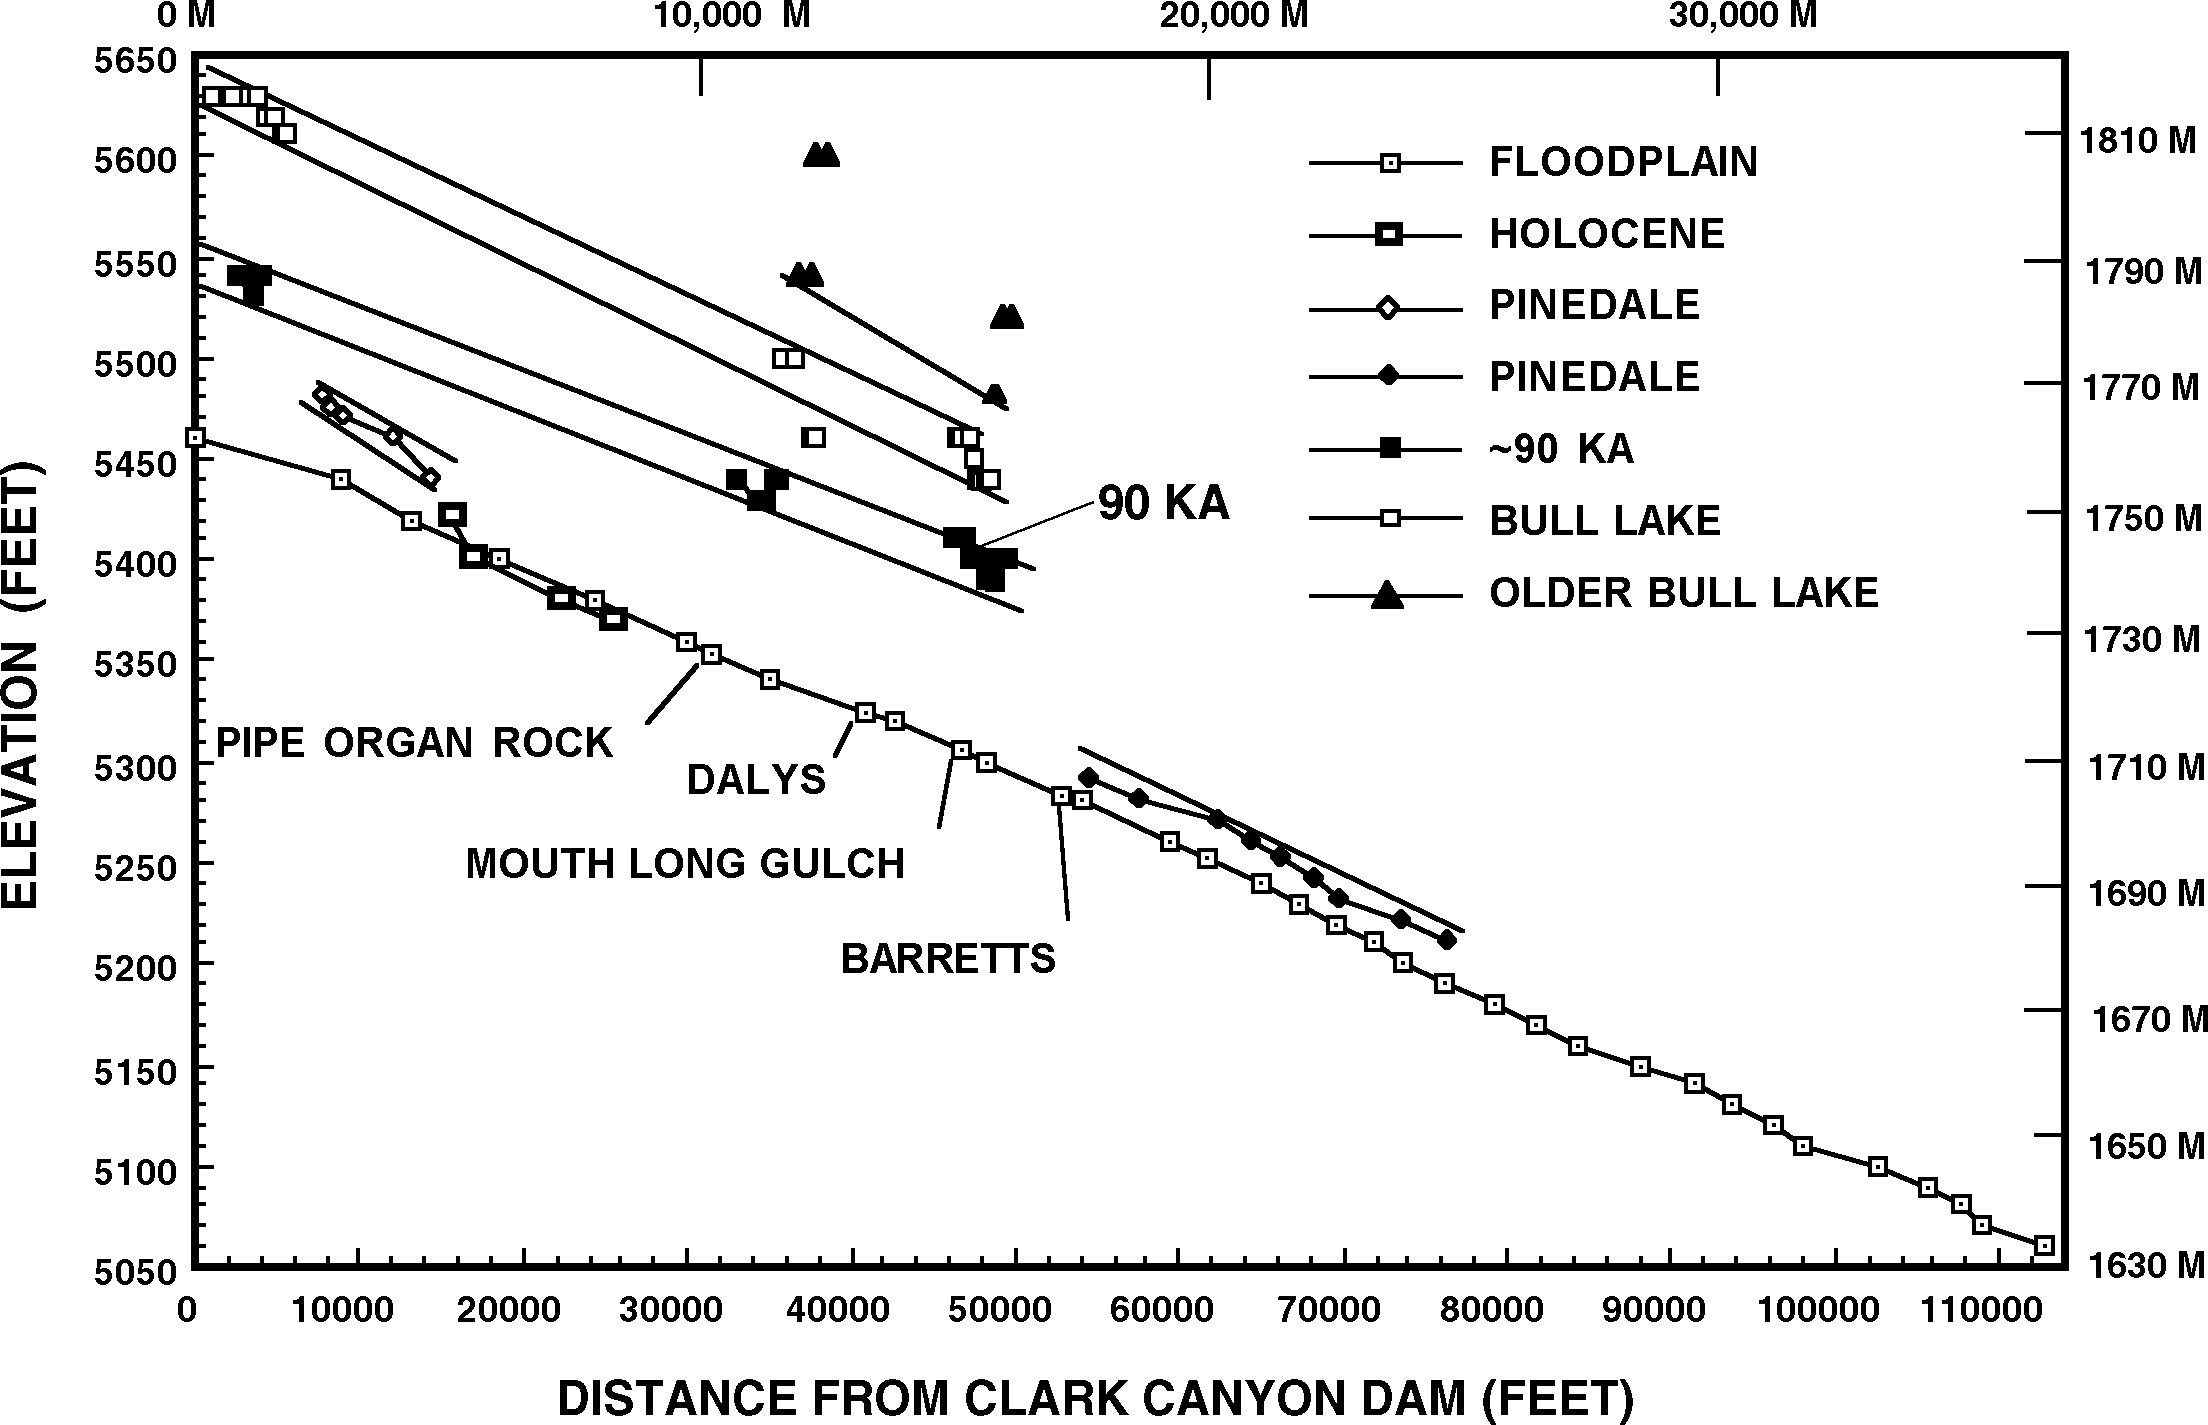 0 M 10,000 M 20,000 M 30,000 M
5650
5600
5550
5500
5450
5400
5350
5300
5250
5200
5150
5100
5050
ELEVATION (FEET)
1810 M
1790 M
1770 M
1750 M
1730 M
1710 M
1690 M
1670 M
1650 M
1630 M
FLOODPLAIN
HOLOCENE
PINEDALE
PINEDALE
~90 KA
BULL LAKE
OLDER BULL LAKE
90 KA
PIPE ORGAN ROCK
DALYS
MOUTH LONG GULCH
BARRETTS
0 10000 20000 30000 40000 50000 60000 70000 80000 90000 100000 110000
DISTANCE FROM CLARK CANYON DAM (FEET)